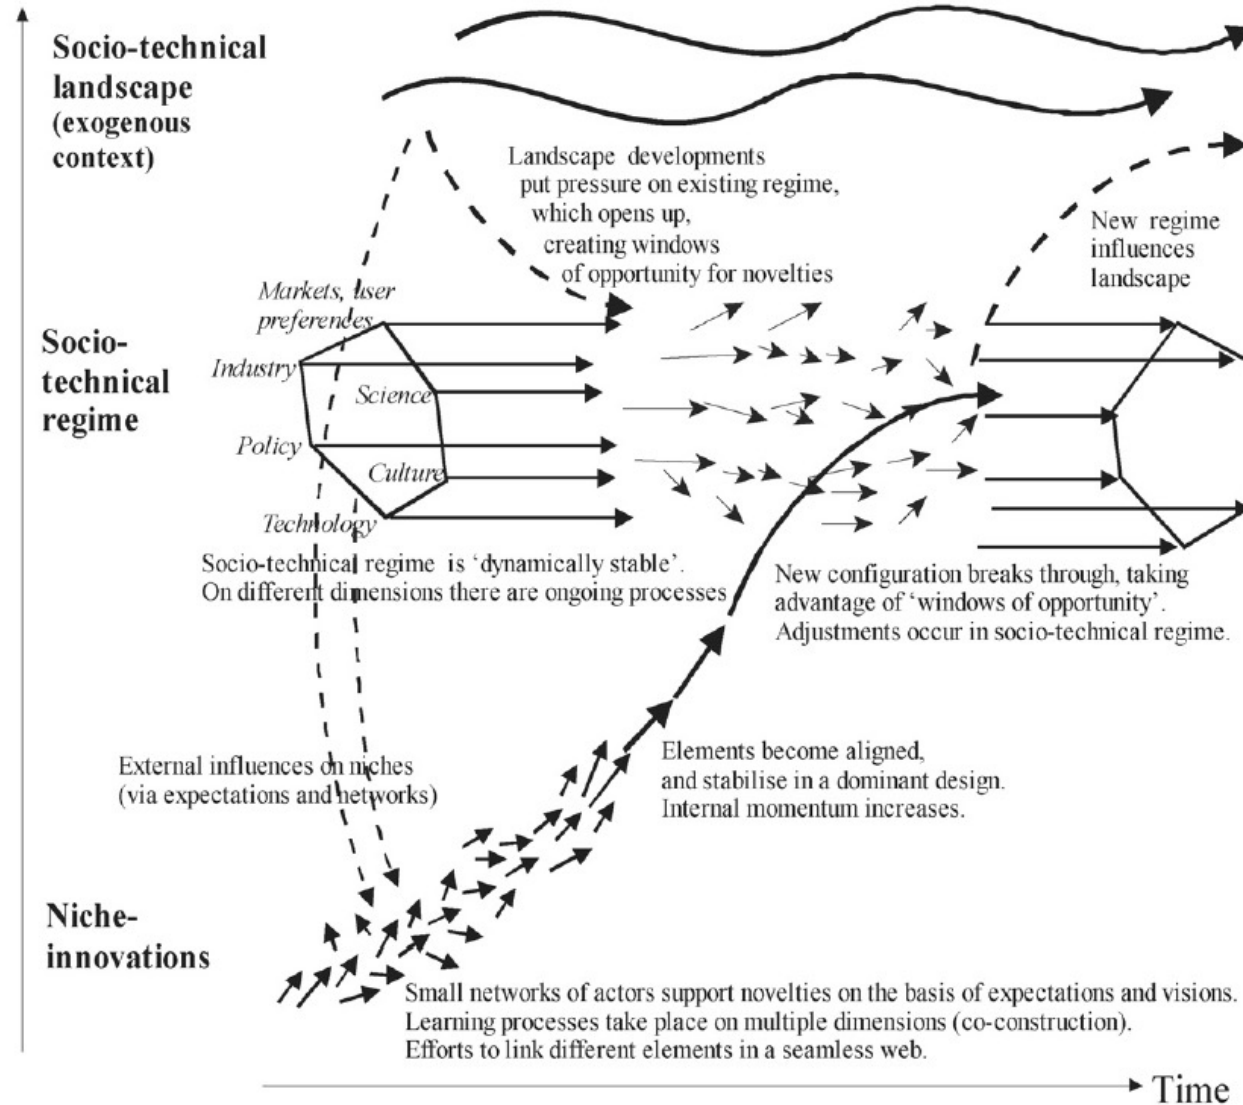 Socio-technical
landscape
(exogenous
context)
Landscape developments
put pressure on existing regime,
which opens up,
creating windows
of opportunity for novelties
New regime
influences
landscape
Markets, user
preferences
Socio-
technical
regime
Industry
Science
Policy
Culture
Technology
Socio-technical regime is ‘dynamically stable’.
On different dimensions there are ongoing processes
New configuration breaks through, taking
advantage of ‘windows of opportunity’.
Adjustments occur in socio-technical regime.
External influences on niches
(via expectations and networks)
Elements become aligned,
and stabilise in a dominant design.
Internal momentum increases.
Niche-
innovations
Small networks of actors support novelties on the basis of expectations and visions.
Learning processes take place on multiple dimensions (co-construction).
Efforts to link different elements in a seamless web.
Time